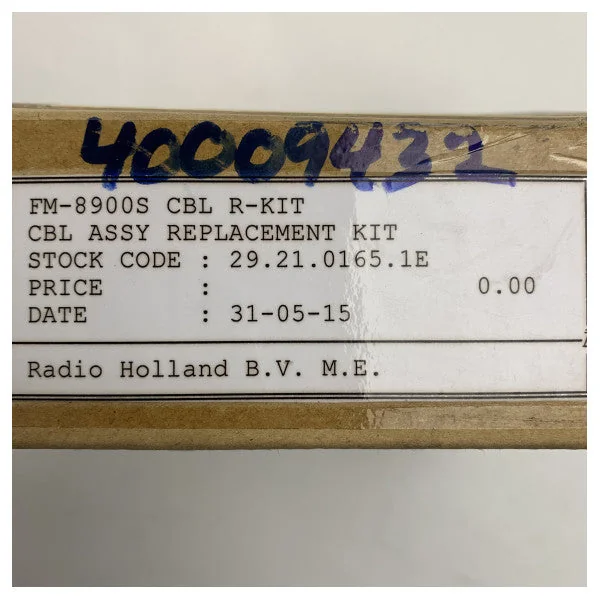 40009432
FM-8900S CBL R-KIT
CBL ASSY REPLACEMENT KIT
STOCK CODE : 29.21.0165.1E
PRICE : 0.00
DATE : 31-05-15
Radio Holland B.V. M.E.